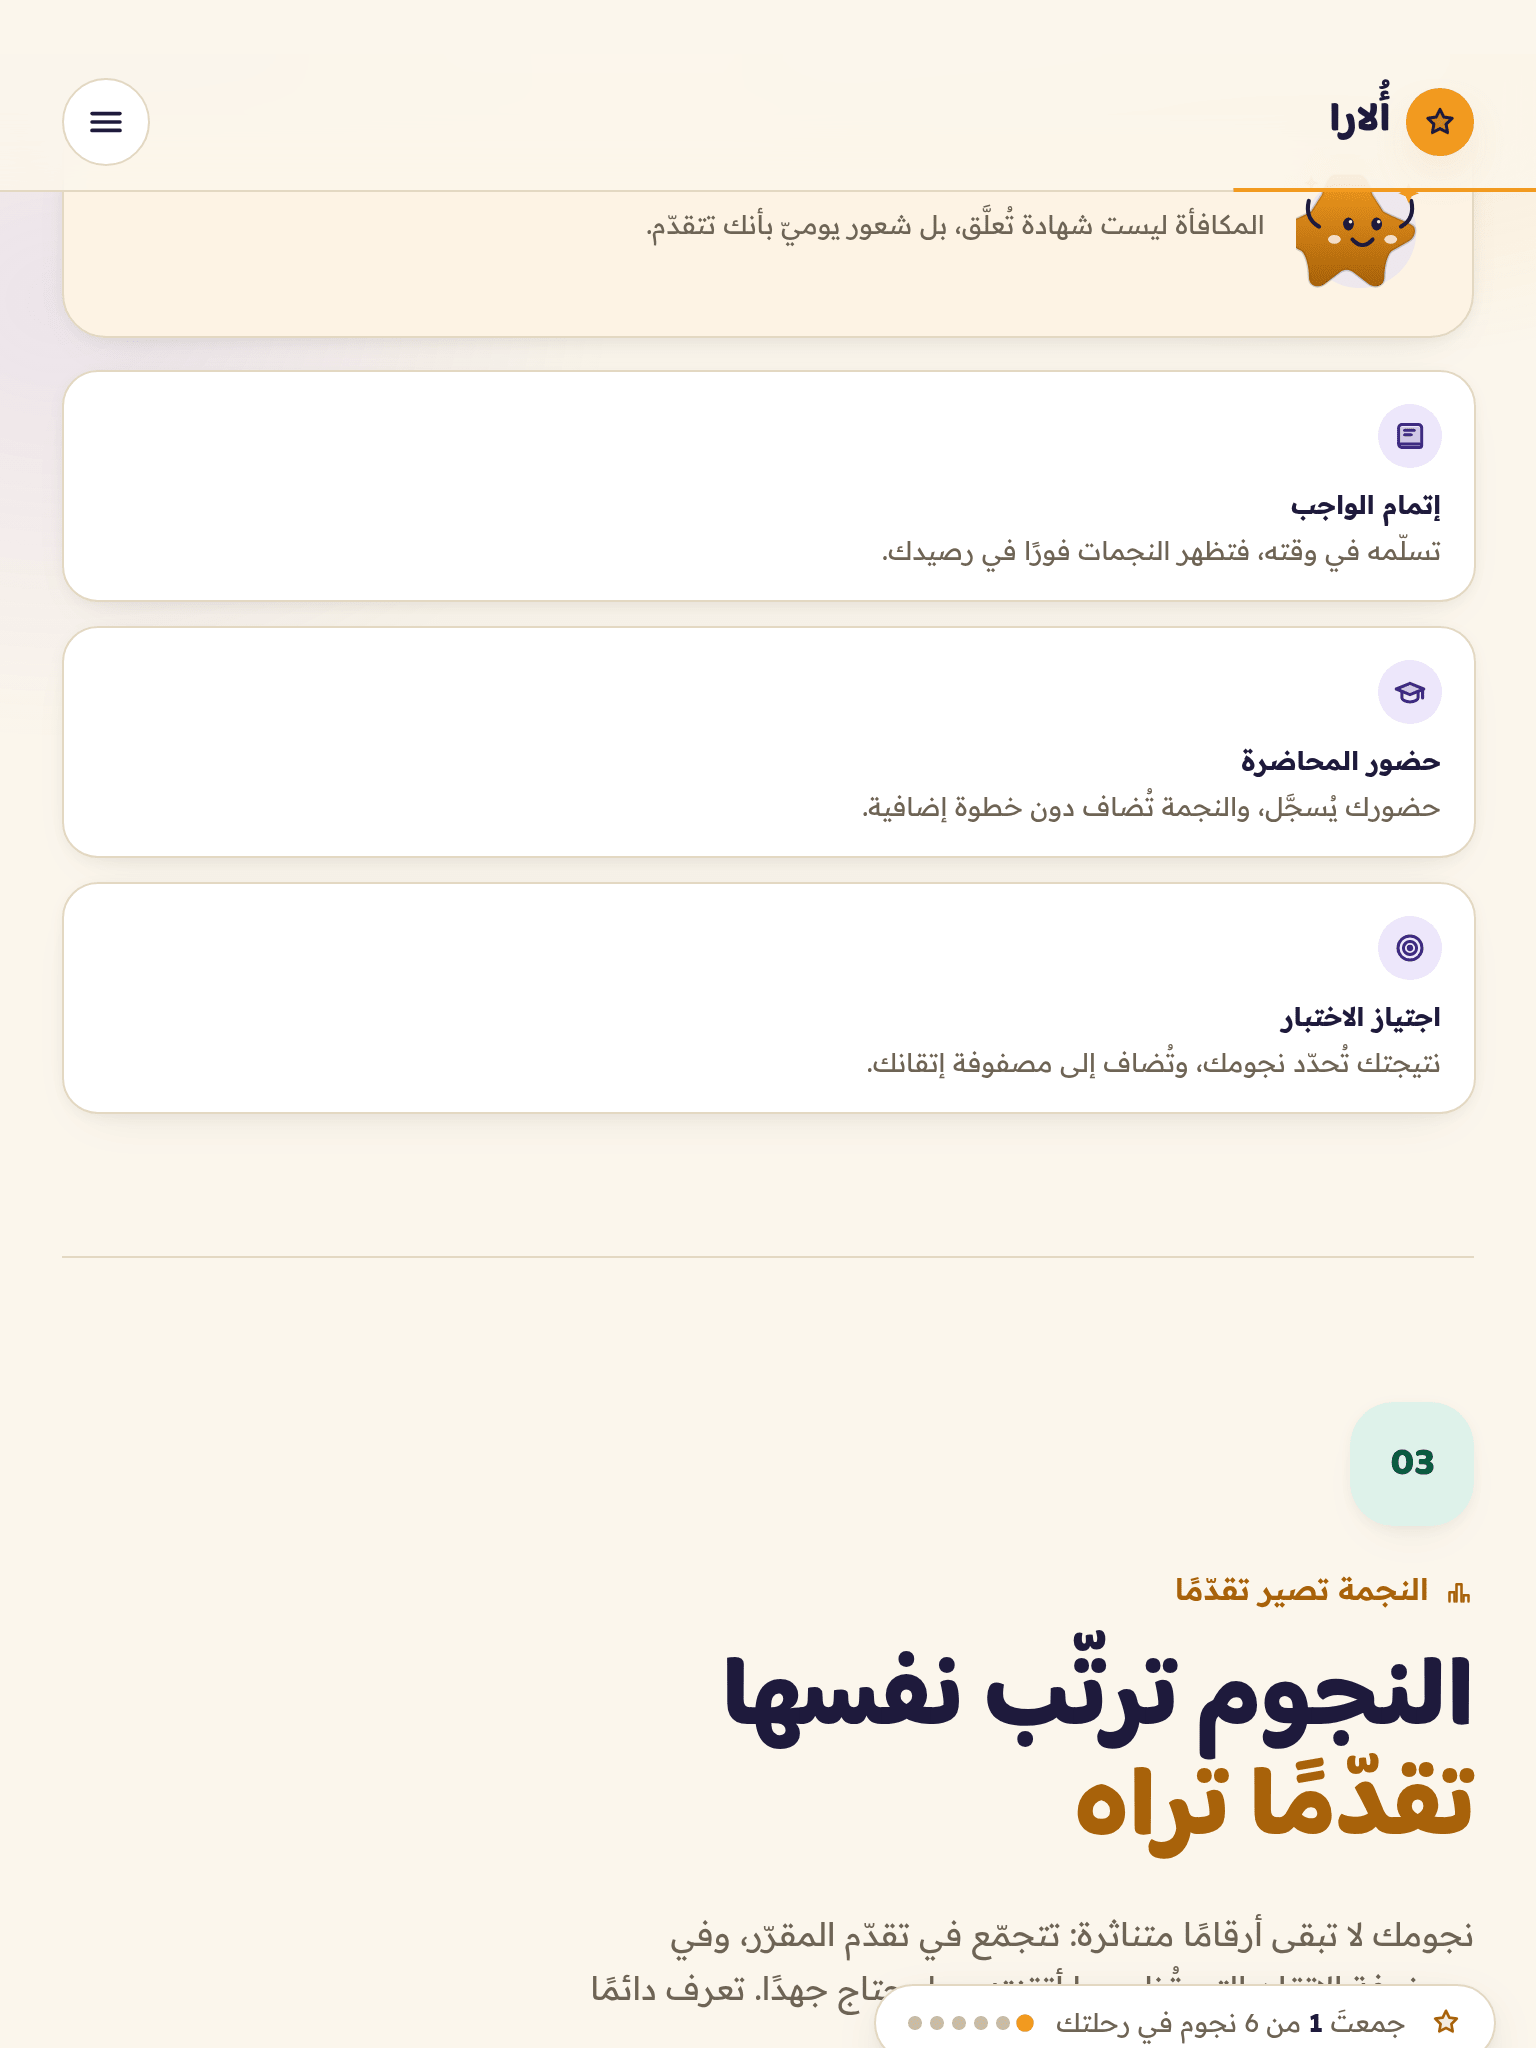 أُلارا
المكافأة ليست شهادة تُعلَّق، بل شعور يوميّ بأنك تتقدّم.
إتمام الواجب
تسلّمه في وقته، فتظهر النجمات فورًا في رصيدك.
حضور المحاضرة
حضورك يُسجَّل، والنجمة تُضاف دون خطوة إضافية.
اجتياز الاختبار
نتيجتك تُحدّد نجومك، وتُضاف إلى مصفوفة إتقانك.
03
النجمة تصير تقدّمًا
النجوم ترتّب نفسها
تقدّمًا تراه
نجومك لا تبقى أرقامًا متناثرة: تتجمّع في تقدّم المقرّر، وفي
جهدًا. تعرف دائمًا
جمعتَ 1 من 6 نجوم في رحلتك